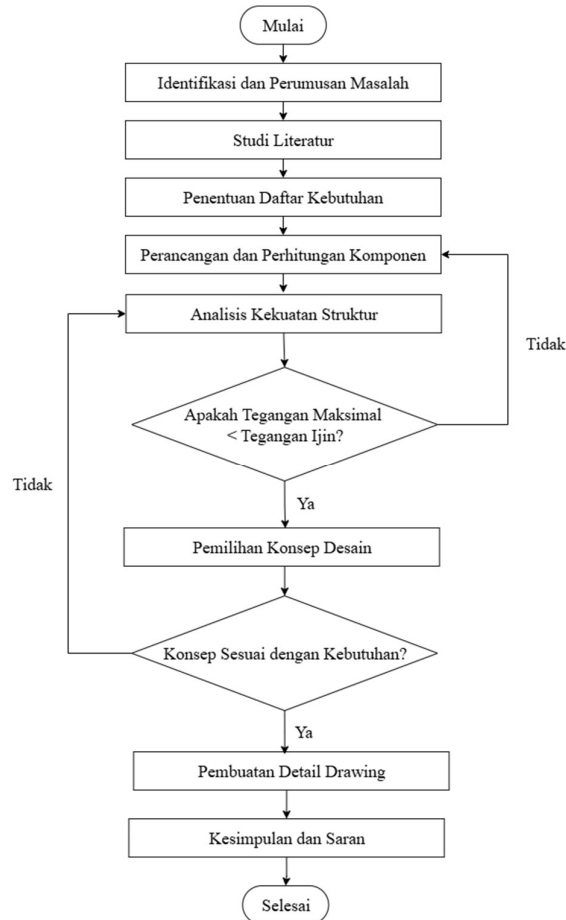 Mulai
Identifikasi dan Perumusan Masalah
Studi Literatur
Penentuan Daftar Kebutuhan
Perancangan dan Perhitungan Komponen
Analisis Kekuatan Struktur
Tidak
Apakah Tegangan Maksimal
< Tegangan Ijin?
Tidak
Ya
Pemilihan Konsep Desain
Konsep Sesuai dengan Kebutuhan?
Ya
Pembuatan Detail Drawing
Kesimpulan dan Saran
Selesai